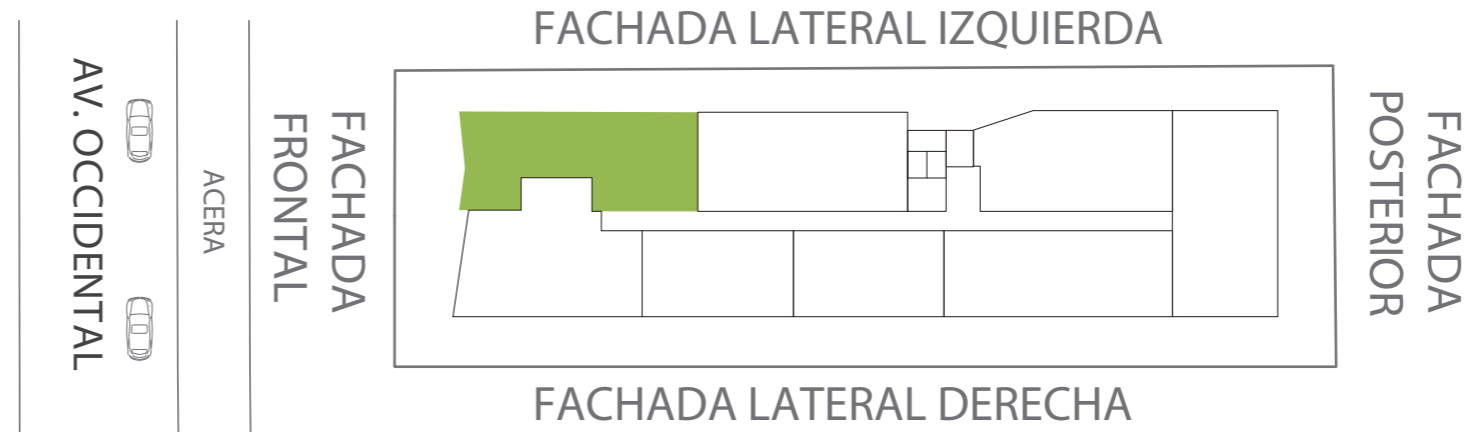 FACHADA LATERAL IZQUIERDA
AV. OCCIDENTAL
ACERA
FACHADA
FRONTAL
FACHADA
POSTERIOR
FACHADA LATERAL DERECHA